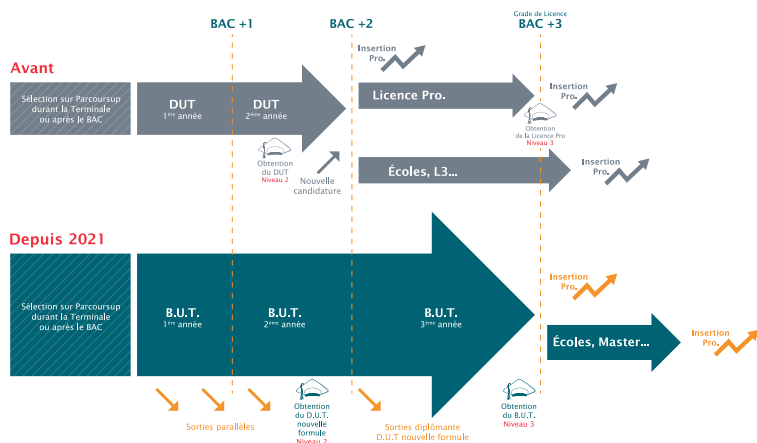 Grade de Licence
BAC +1
BAC +2
BAC +3
Avant
Insertion
Pro.
Sélection sur Parcoursup
durant la Terminale
ou après le BAC
DUT
1ère année
DUT
2ème année
Licence Pro.
Insertion
Pro.
Obtention
du DUT
Niveau 2
Nouvelle
candidature
Obtention
de la Licence Pro
Niveau 3
Écoles, L3...
Insertion
Pro.
Depuis 2021
Sélection sur Parcoursup
durant la Terminale
ou après le BAC
B.U.T.
1ère année
B.U.T.
2ème année
B.U.T.
3ème année
Insertion
Pro.
Écoles, Master...
Insertion
Pro.
Sorties parallèles
Obtention
du D.U.T.
nouvelle
formule
Niveau 2
Sorties diplômante
D.U.T nouvelle formule
Obtention
du B.U.T.
Niveau 3